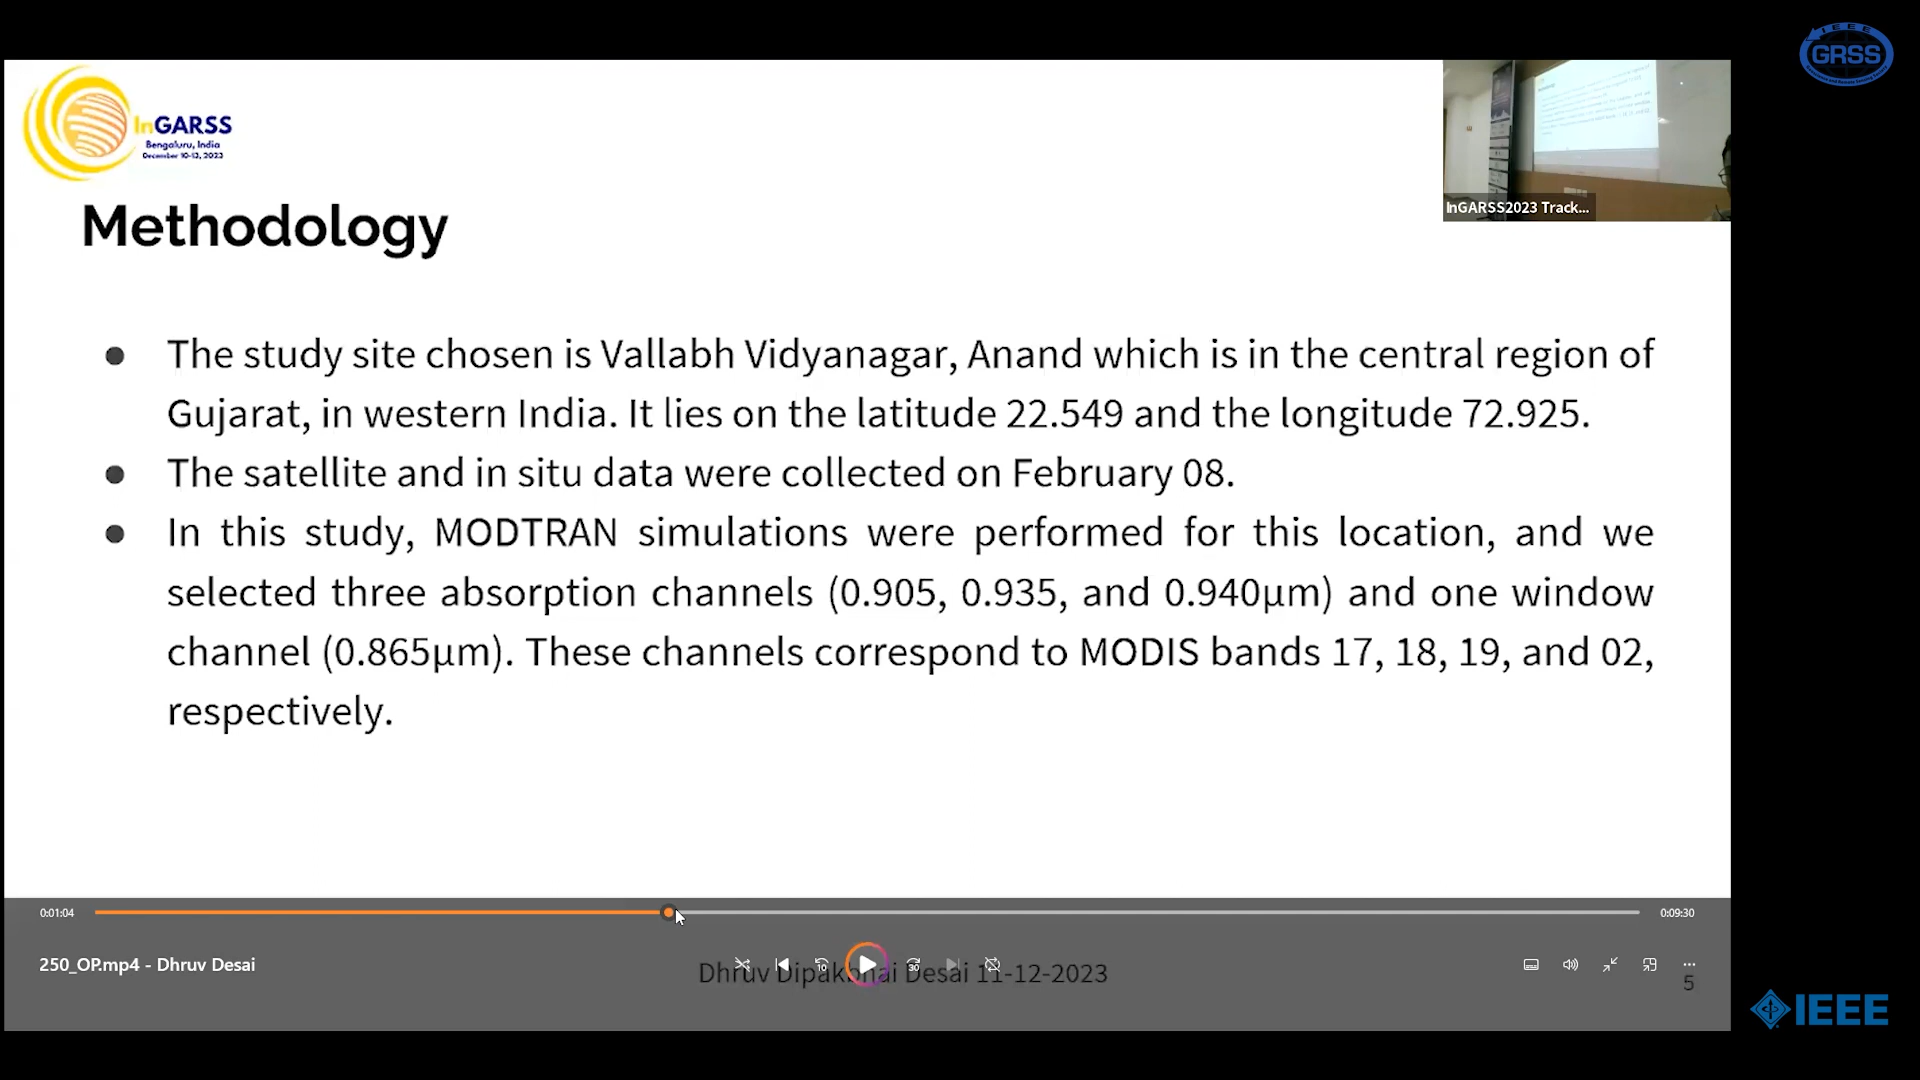 IEEE
GRSS
InGARSS
Bengaluru, India
December 10-13, 2023
InGARSS2023 Track...
Methodology
● The study site chosen is Vallabh Vidyanagar, Anand which is in the central region of
Gujarat, in western India. It lies on the latitude 22.549 and the longitude 72.925.
● The satellite and in situ data were collected on February 08.
● In this study, MODTRAN simulations were performed for this location, and we
selected three absorption channels (0.905, 0.935, and 0.940µm) and one window
channel (0.865µm). These channels correspond to MODIS bands 17, 18, 19, and 02,
respectively.
0:01:04
0:09:30
250_OP.mp4 - Dhruv Desai
10
30
Dhruv Dipakbhai Desai 11-12-2023
5
IEEE